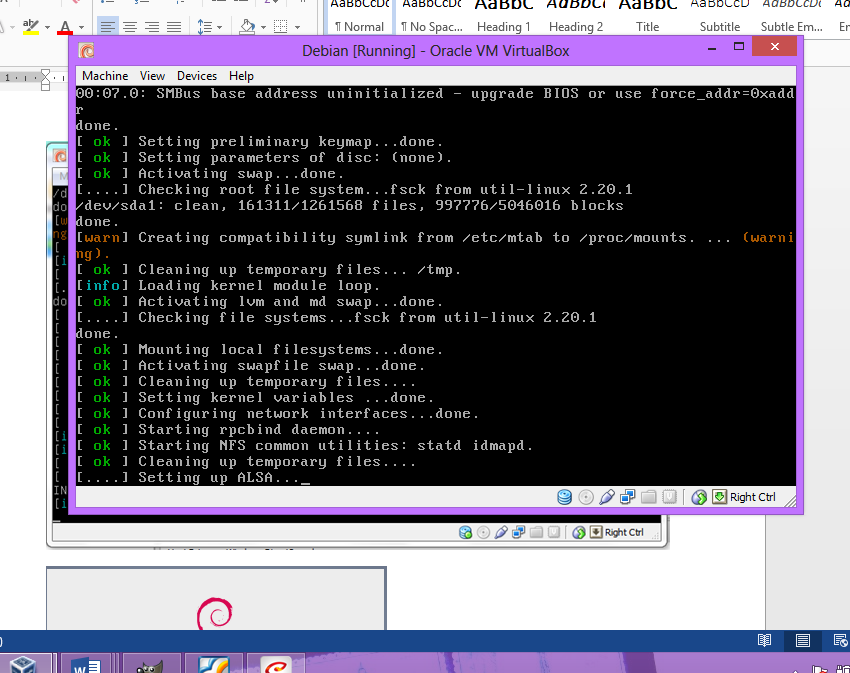 AaBbCcDc AaBbCcDc AaBbC AaBbCc AaBbC AaBbCcD AaBbCcDc
¶ Normal ¶ No Spac... Heading 1 Heading 2 Title Subtitle Subtle Em...
Debian [Running] - Oracle VM VirtualBox
Machine View Devices Help
00:07.0: SMBus base address uninitialized - upgrade BIOS or use force_addr=0xadd
r
done.
[ ok ] Setting preliminary keymap...done.
[ ok ] Setting parameters of disc: (none).
[ ok ] Activating swap...done.
[....] Checking root file system...fsck from util-linux 2.20.1
/dev/sda1: clean, 161311/1261568 files, 997776/5046016 blocks
done.
[warn] Creating compatibility symlink from /etc/mtab to /proc/mounts. ... (warni
ng).
[ ok ] Cleaning up temporary files... /tmp.
[info] Loading kernel module loop.
[ ok ] Activating lvm and md swap...done.
[....] Checking file systems...fsck from util-linux 2.20.1
done.
[ ok ] Mounting local filesystems...done.
[ ok ] Activating swapfile swap...done.
[ ok ] Cleaning up temporary files....
[ ok ] Setting kernel variables ...done.
[ ok ] Configuring network interfaces...done.
[ ok ] Starting rpcbind daemon....
[ ok ] Starting NFS common utilities: statd idmapd.
[ ok ] Cleaning up temporary files....
[....] Setting up ALSA..._
Right Ctrl
Right Ctrl